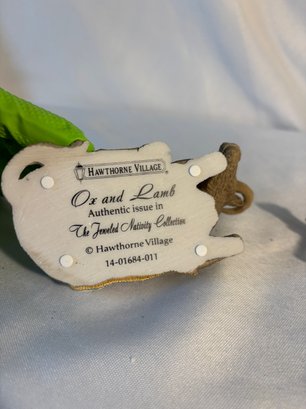 HAWTHORNE VILLAGE
Ox and Lamb
Authentic issue in
The Jeweled Nativity Collection
© Hawthorne Village
14-01684-011